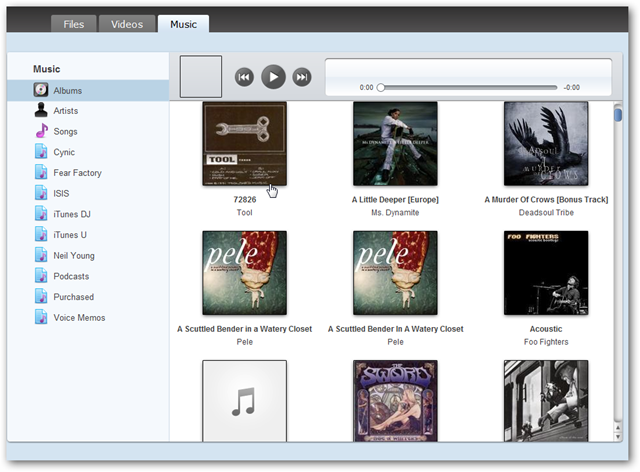 Files
Videos
Music
Music
Albums
Artists
Songs
Cynic
Fear Factory
ISIS
iTunes DJ
iTunes U
Neil Young
Podcasts
Purchased
Voice Memos
0:00
-0:00
TOOL
72826
Tool
A Little Deeper [Europe]
Ms. Dynamite
A Murder Of Crows [Bonus Track]
Deadsoul Tribe
pele
pele
FOO FIGHTERS
A Scuttled Bender in a Watery Closet
Pele
A Scuttled Bender In A Watery Closet
Pele
Acoustic
Foo Fighters
THE
SWORD